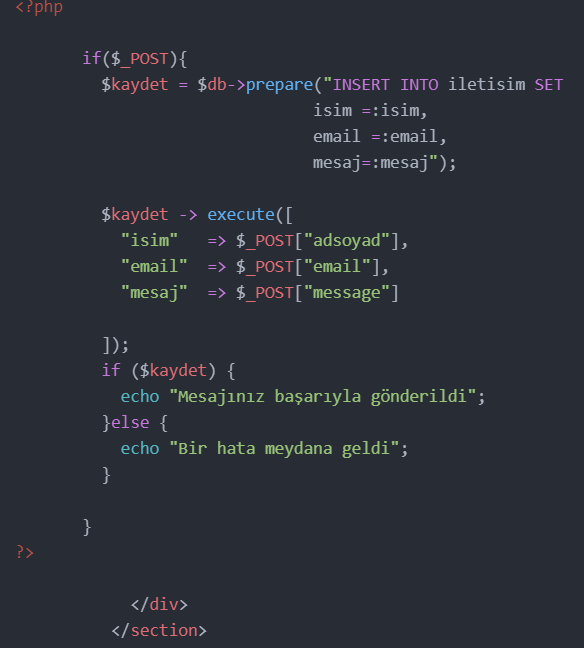 <?php
if($_POST){
$kaydet = $db->prepare("INSERT INTO iletisim SET
isim =:isim,
email =:email,
mesaj=:mesaj");
$kaydet -> execute([
"isim"   => $_POST["adsoyad"],
"email"  => $_POST["email"],
"mesaj"  => $_POST["message"]
]);
if ($kaydet) {
echo "Mesajınız başarıyla gönderildi";
}else {
echo "Bir hata meydana geldi";
}
}
?>
</div>
</section>